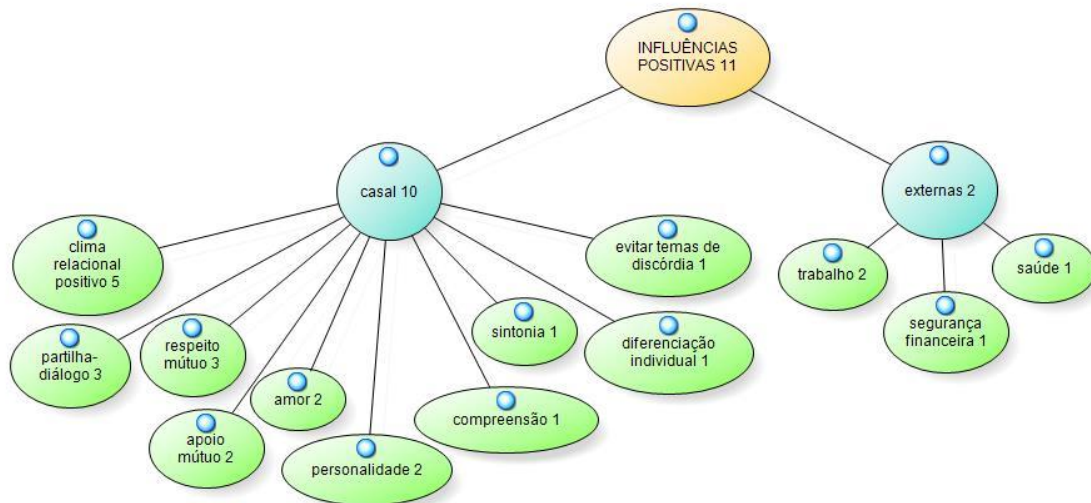 INFLUÊNCIAS
POSITIVAS 11
casal 10
externas 2
clima
relacional
positivo 5
partilha-
diálogo 3
respeito
mútuo 3
apoio
mútuo 2
amor 2
personalidade 2
compreensão 1
sintonia 1
diferenciação
individual 1
evitar temas de
discórdia 1
trabalho 2
segurança
financeira 1
saúde 1